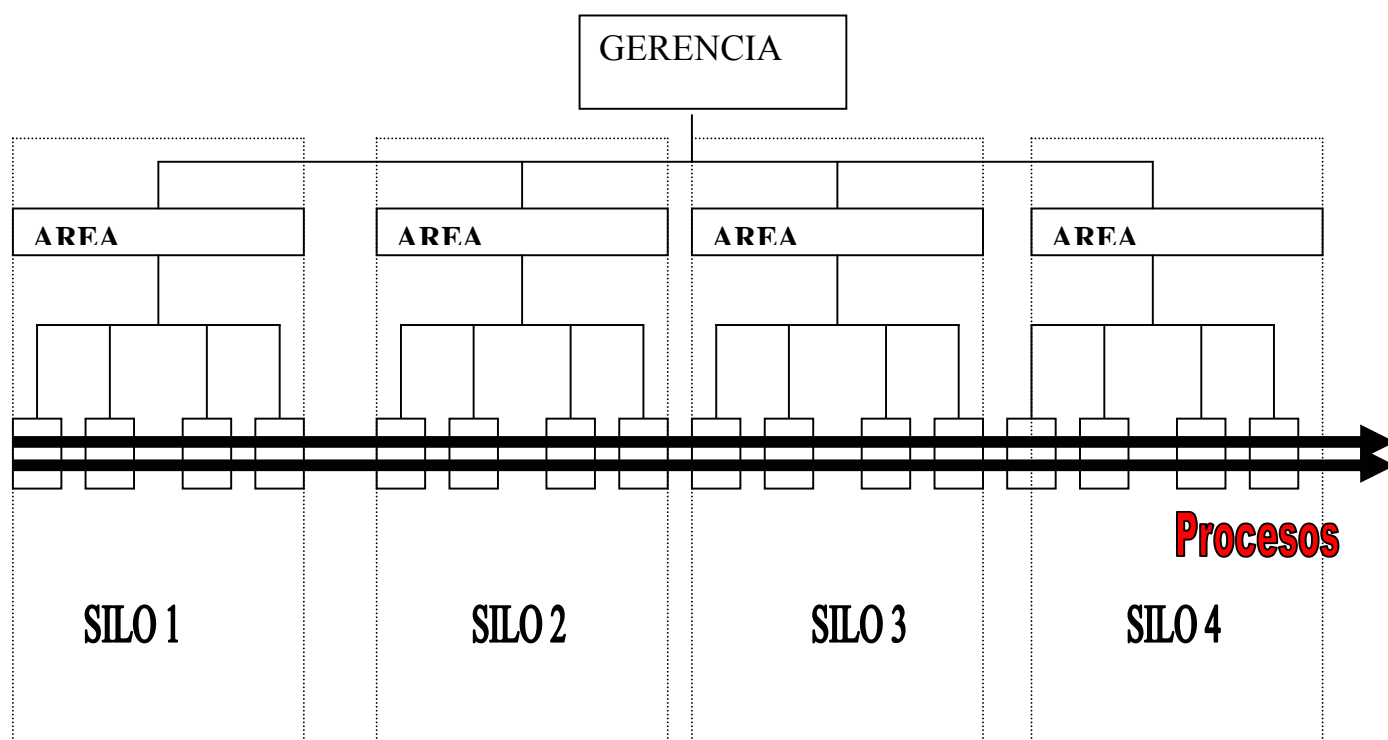 GERENCIA
AREA
AREA
AREA
AREA
Procesos
SILO 1
SILO 2
SILO 3
SILO 4